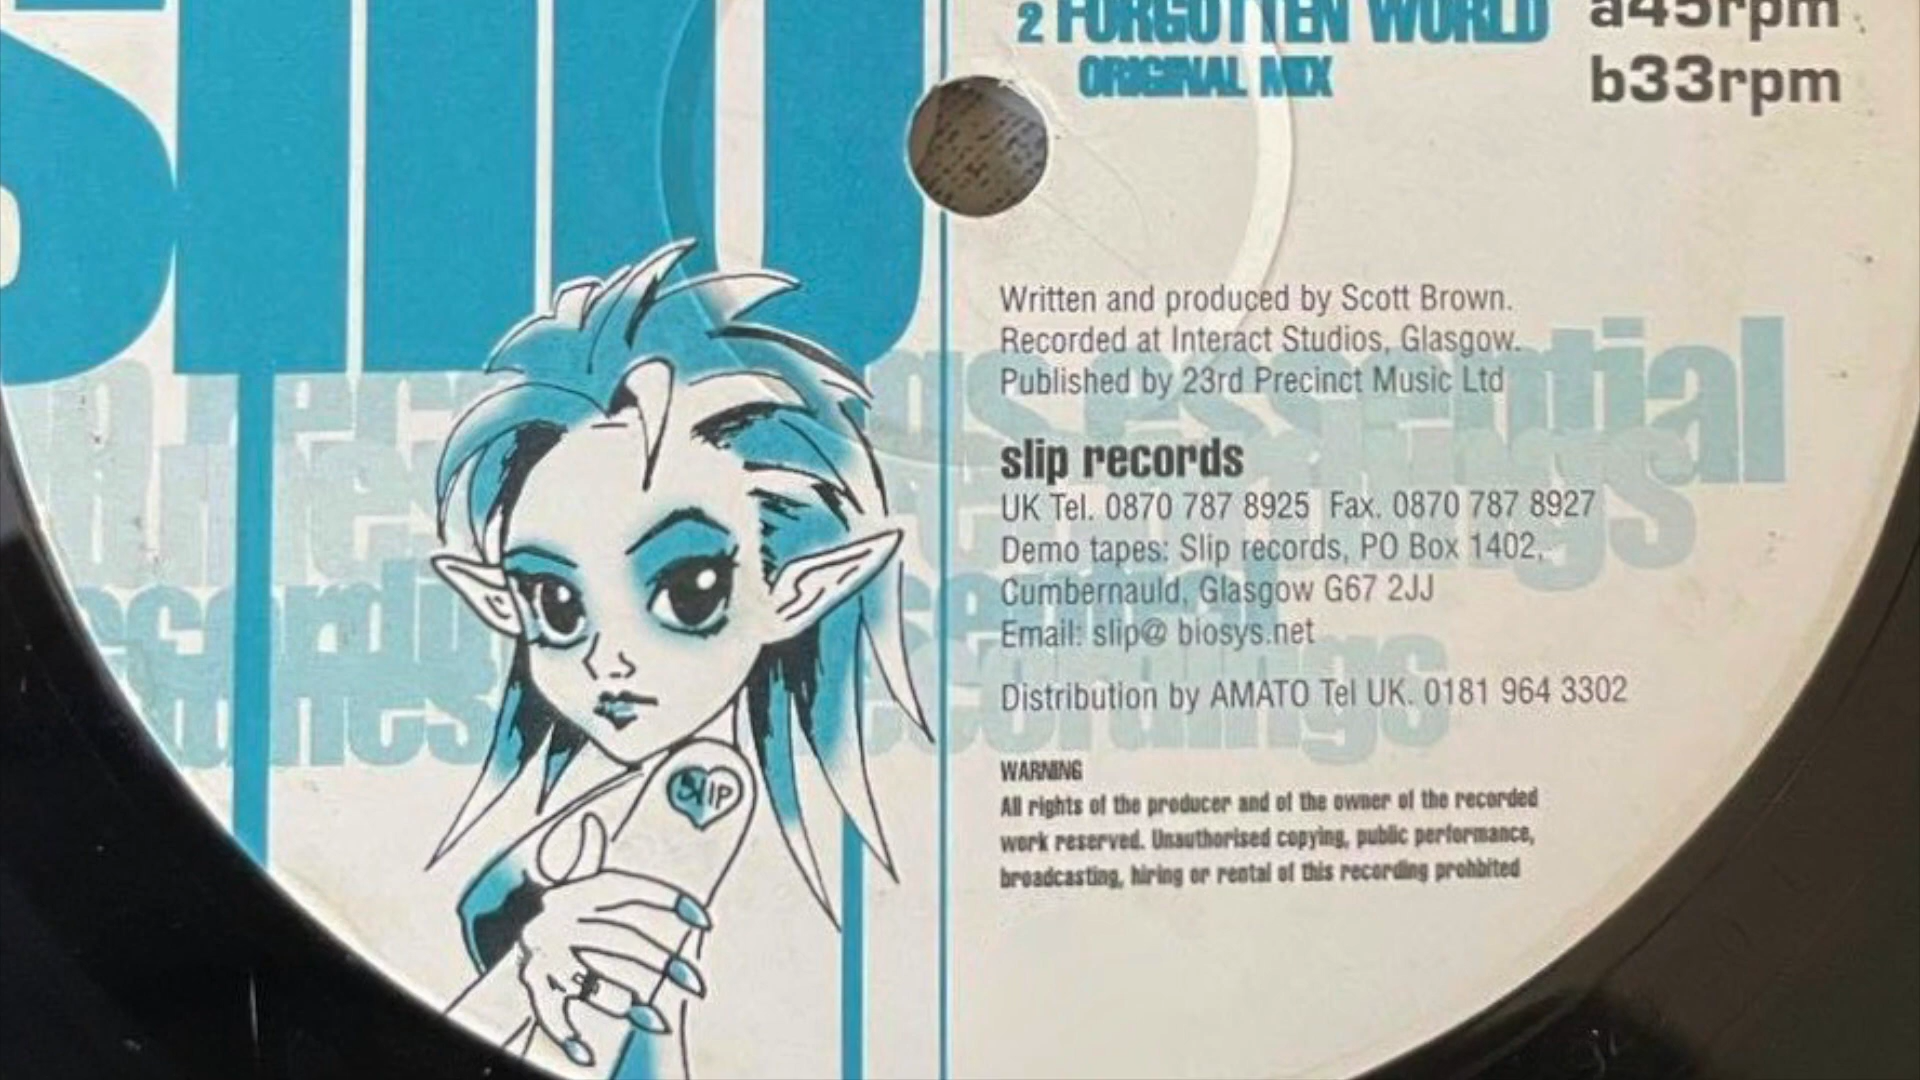 slip
2 FORGOTTEN WORLD
ORIGINAL MIX
a45rpm
b33rpm
Written and produced by Scott Brown.
Recorded at Interact Studios, Glasgow.
Published by 23rd Precinct Music Ltd
slip records
UK Tel. 0870 787 8925 Fax. 0870 787 8927
Demo tapes: Slip records, PO Box 1402,
Cumbernauld, Glasgow G67 2JJ
Email: slip@ biosys.net
Distribution by AMATO Tel UK. 0181 964 3302
WARNING
All rights of the producer and of the owner of the recorded
work reserved. Unauthorised copying, public performance,
broadcasting, hiring or rental of this recording prohbited
SLIP
essential